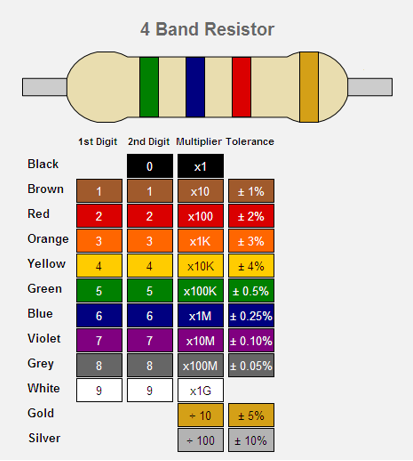 4 Band Resistor
1st Digit 2nd Digit Multiplier Tolerance
Black 0 x1
Brown 1 1 x10 ± 1%
Red 2 2 x100 ± 2%
Orange 3 3 x1K ± 3%
Yellow 4 4 x10K ± 4%
Green 5 5 x100K ± 0.5%
Blue 6 6 x1M ± 0.25%
Violet 7 7 x10M ± 0.10%
Grey 8 8 x100M ± 0.05%
White 9 9 x1G
Gold ÷ 10 ± 5%
Silver ÷ 100 ± 10%